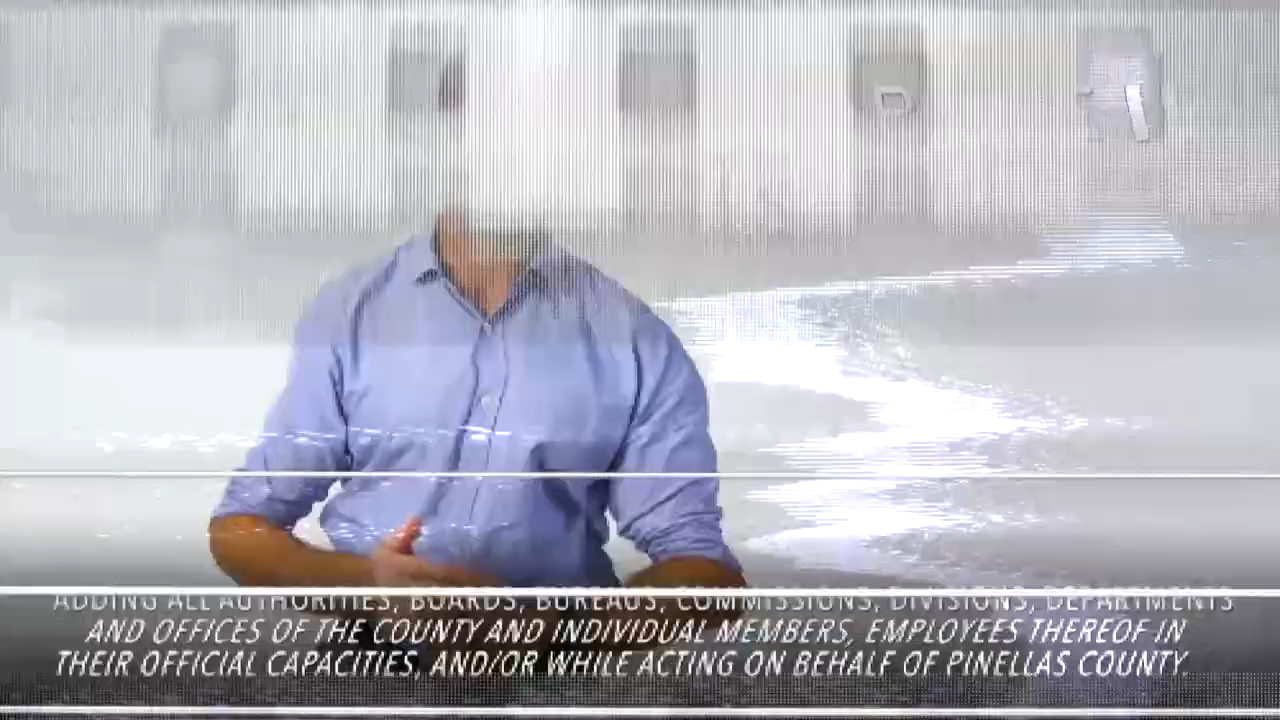 ADDING ALL AUTHORITIES, BOARDS, BUREAUS, COMMISSIONS, DIVISIONS, DEPARTMENTS
AND OFFICES OF THE COUNTY AND INDIVIDUAL MEMBERS, EMPLOYEES THEREOF IN
THEIR OFFICIAL CAPACITIES, AND/OR WHILE ACTING ON BEHALF OF PINELLAS COUNTY.